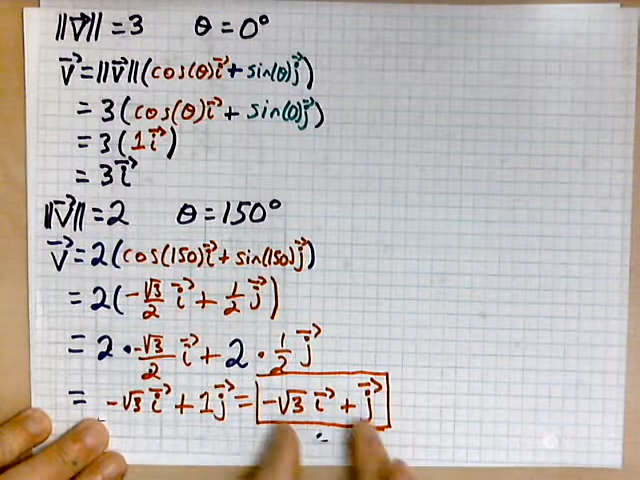 ||v⃗|| = 3 θ = 0°
v⃗ = ||v⃗||(cos(θ)i⃗ + sin(θ)j⃗)
= 3(cos(0)i⃗ + sin(0)j⃗)
= 3(1i⃗)
= 3i⃗
||v⃗|| = 2 θ = 150°
v⃗ = 2(cos(150)i⃗ + sin(150)j⃗)
= 2(-√3/2 i⃗ + 1/2 j⃗)
= 2 · -√3/2 i⃗ + 2 · 1/2 j⃗
= -√3 i⃗ + 1j⃗ = -√3 i⃗ + j⃗